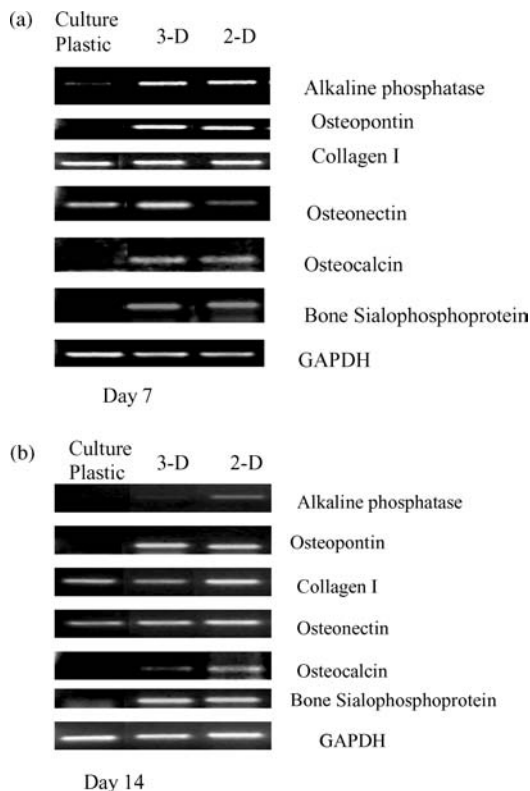 (a)
Culture
Plastic
3-D
2-D
Alkaline phosphatase
Osteopontin
Collagen I
Osteonectin
Osteocalcin
Bone Sialophosphoprotein
GAPDH
Day 7
(b)
Culture
Plastic
3-D
2-D
Alkaline phosphatase
Osteopontin
Collagen I
Osteonectin
Osteocalcin
Bone Sialophosphoprotein
GAPDH
Day 14